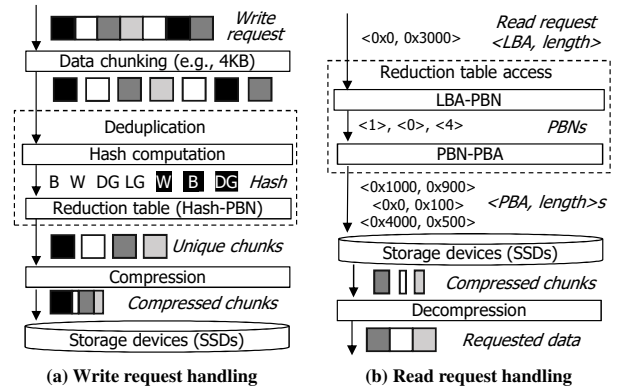 Write
request
Data chunking (e.g., 4KB)
Deduplication
Hash computation
B W DG LG W B DG Hash
Reduction table (Hash-PBN)
Unique chunks
Compression
Compressed chunks
Storage devices (SSDs)
(a) Write request handling
Read request
<0x0, 0x3000> <LBA, length>
Reduction table access
LBA-PBN
<1>, <0>, <4> PBNs
PBN-PBA
<0x1000, 0x900>
<0x0, 0x100> <PBA, length>s
<0x4000, 0x500>
Storage devices (SSDs)
Compressed chunks
Decompression
Requested data
(b) Read request handling